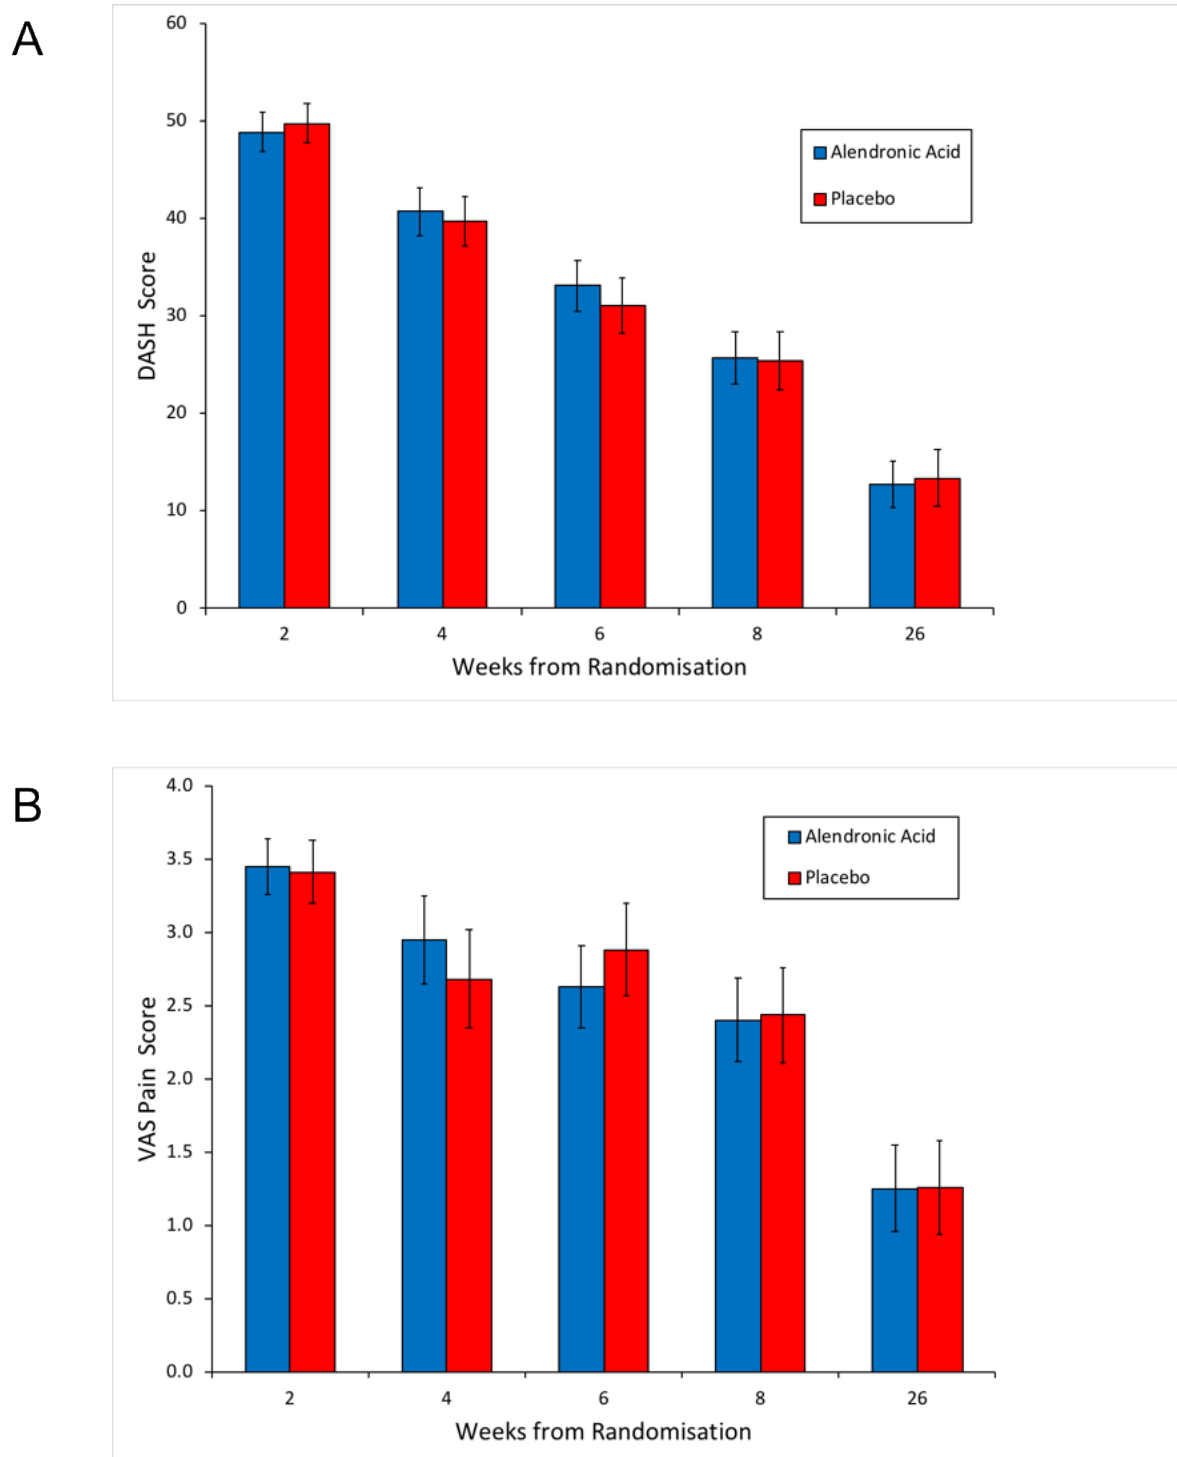 A
60
50
40
30
20
10
0
DASH Score
Alendronic Acid
Placebo
2 4 6 8 26
Weeks from Randomisation
B
4.0
3.5
3.0
2.5
2.0
1.5
1.0
0.5
0.0
VAS Pain Score
Alendronic Acid
Placebo
2 4 6 8 26
Weeks from Randomisation